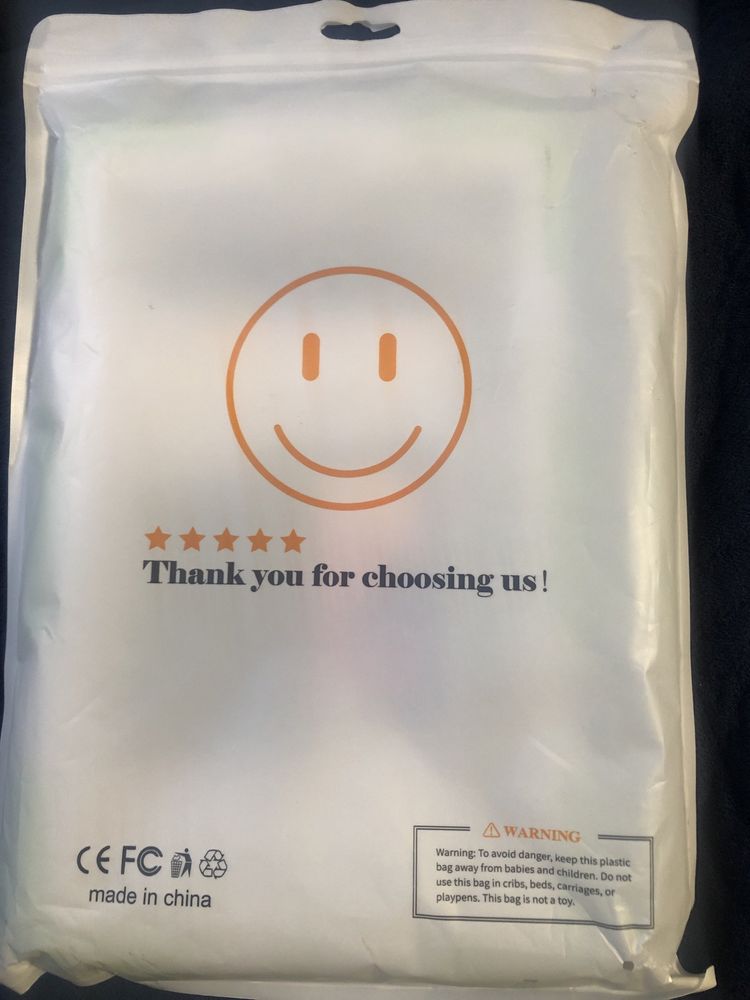 Thank you for choosing us!
CE FC
made in china
WARNING
Warning: To avoid danger, keep this plastic
bag away from babies and children. Do not
use this bag in cribs, beds, carriages, or
playpens. This bag is not a toy.